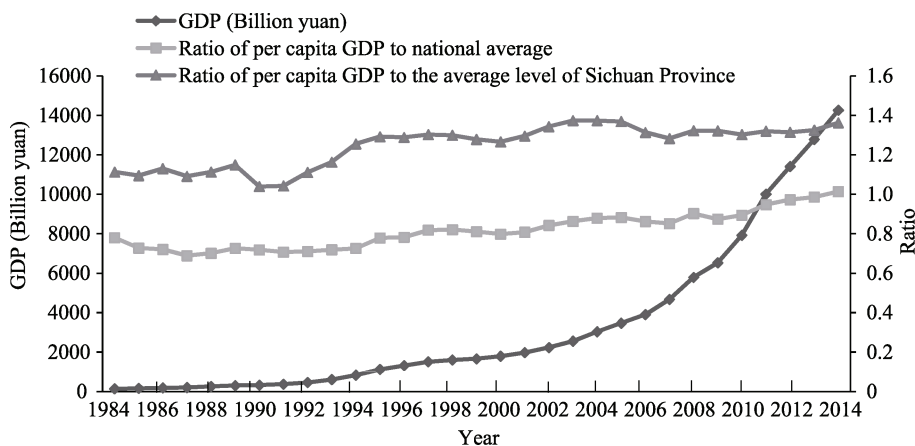 GDP (Billion yuan)
Ratio of per capita GDP to national average
Ratio of per capita GDP to the average level of Sichuan Province
16000
14000
12000
10000
8000
6000
4000
2000
0
GDP (Billion yuan)
1.6
1.4
1.2
1.0
0.8
0.6
0.4
0.2
0
Ratio
1984 1986 1988 1990 1992 1994 1996 1998 2000 2002 2004 2006 2008 2010 2012 2014
Year